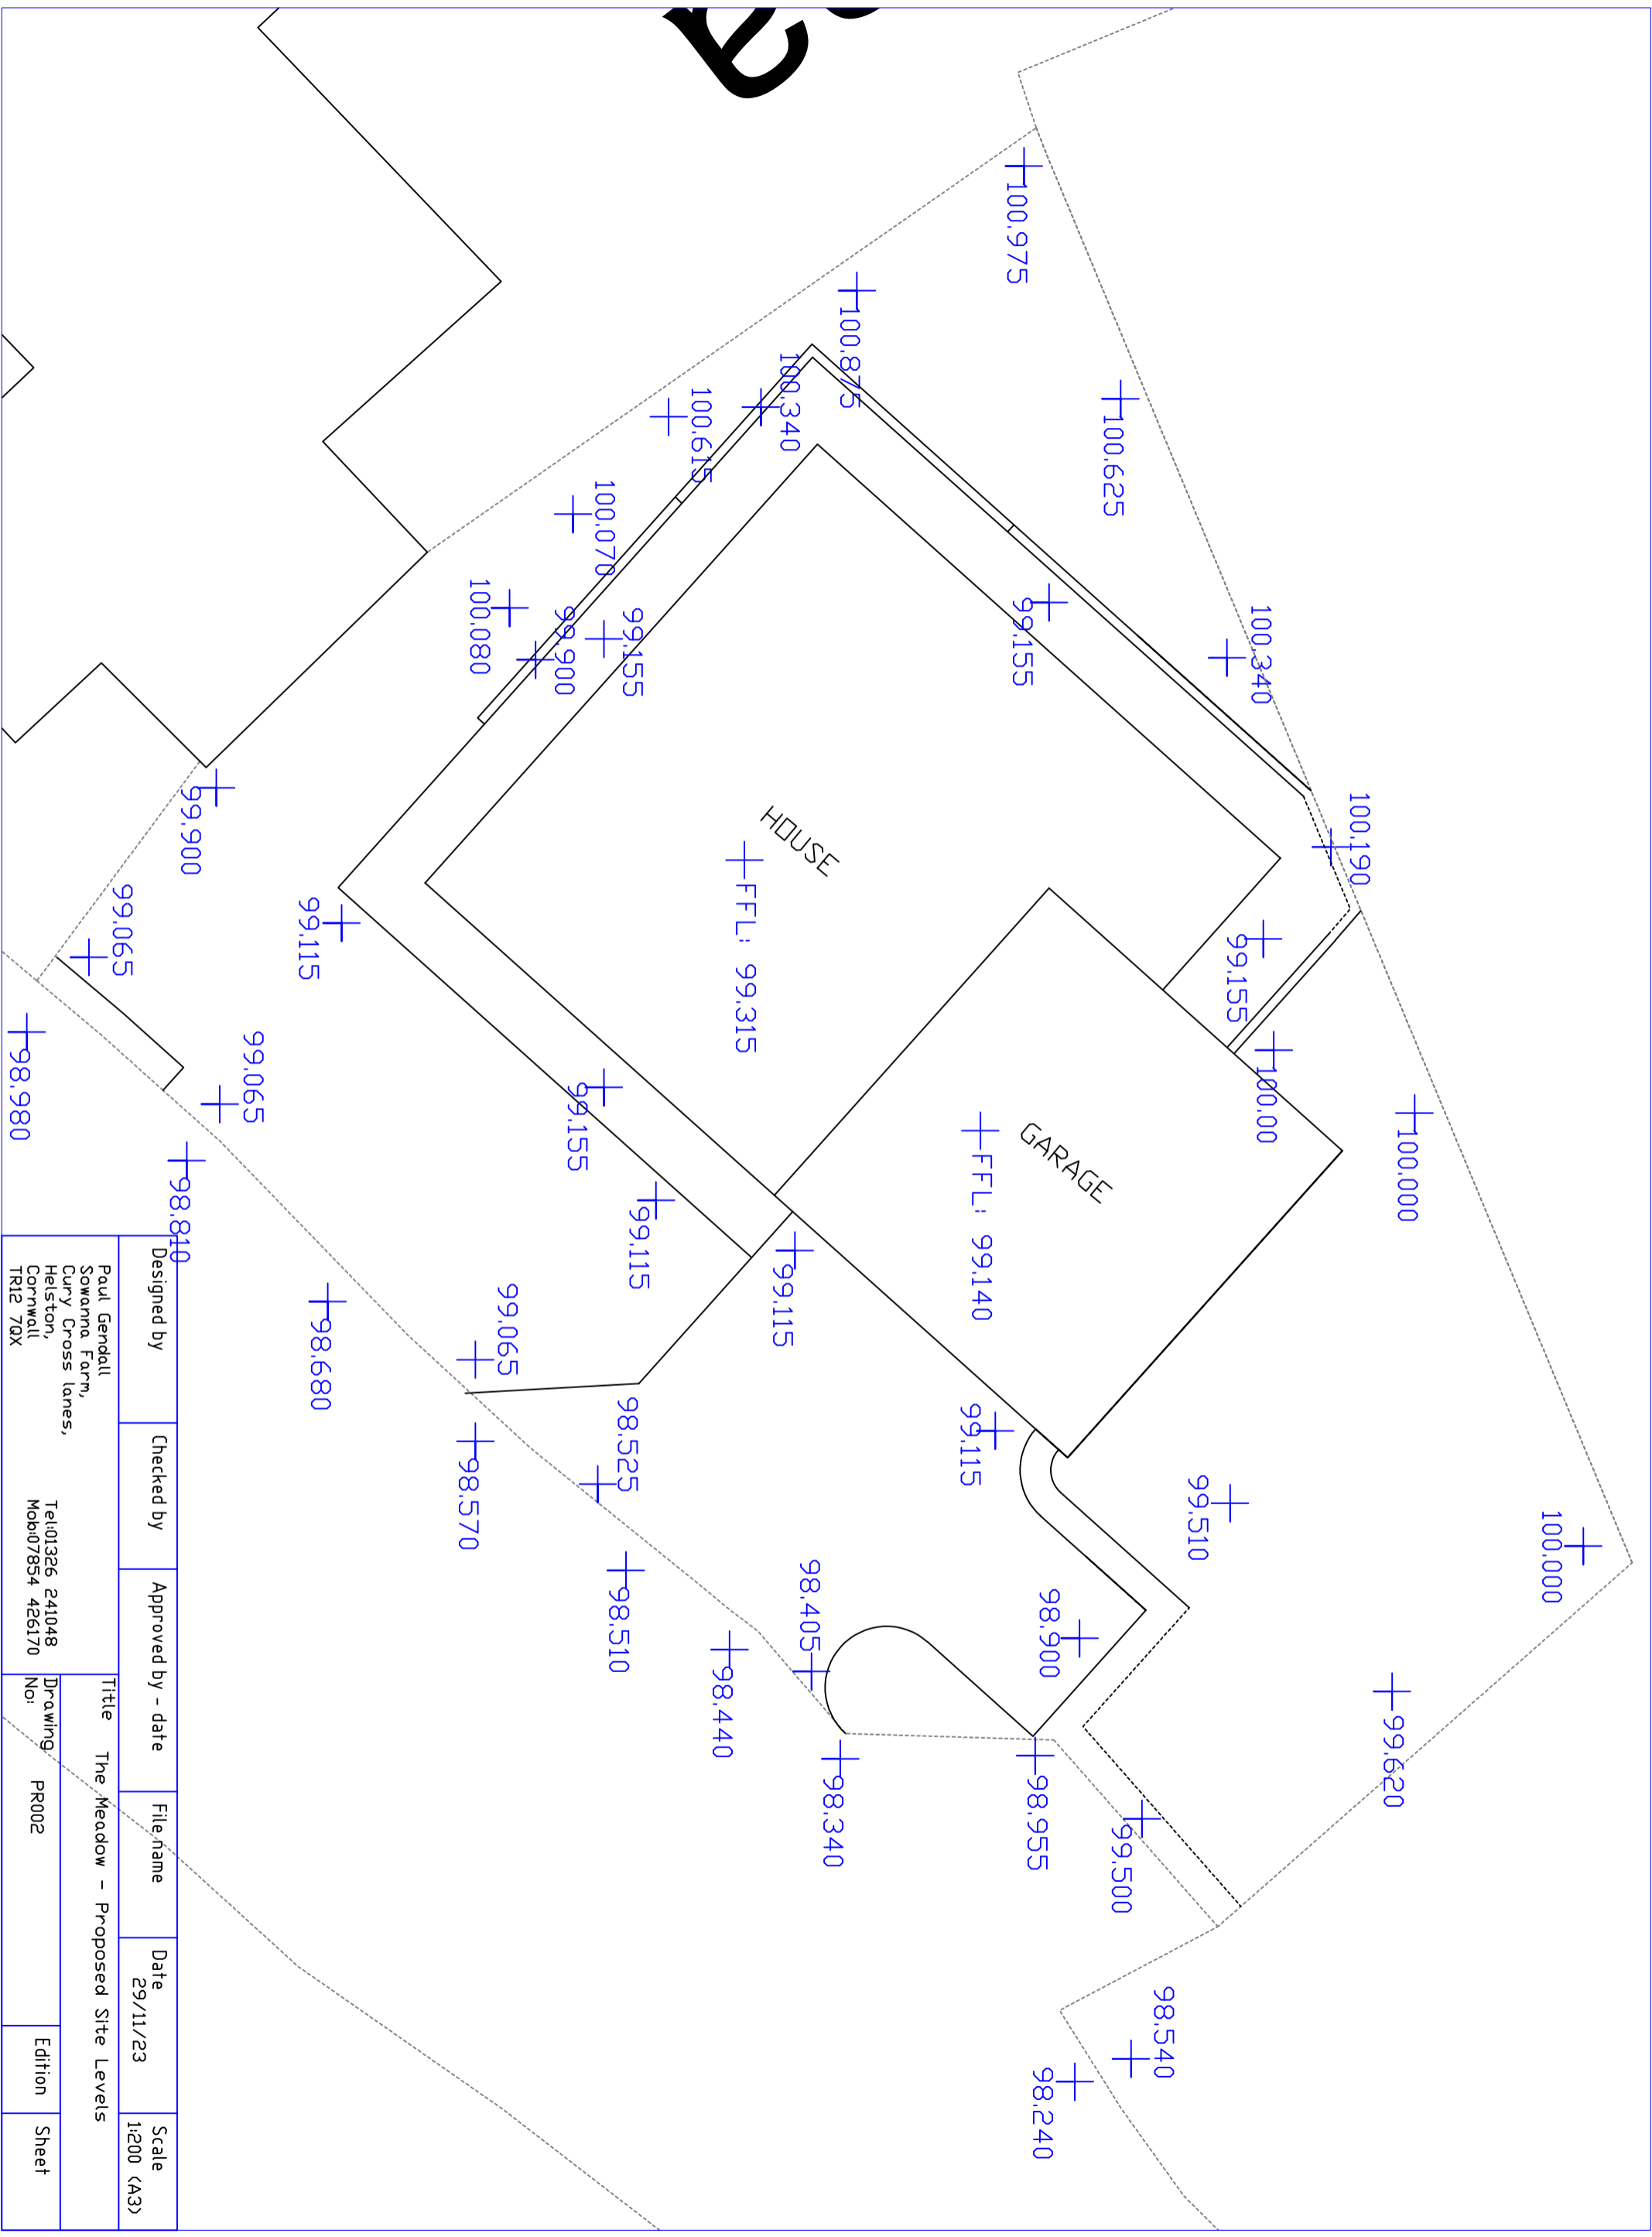 100.975
100.875
100.625
100.340
100.615
100.070
100.080
99.900
99.155
99.155
100.340
100.190
99.155
100.00
100.000
HOUSE
FFL: 99.315
GARAGE
FFL: 99.140
99.900
99.065
99.115
98.980
99.065
98.810
99.155
99.115
99.115
98.680
99.065
98.570
98.525
98.510
99.115
99.510
100.000
98.405
98.440
98.900
98.340
98.955
99.500
99.620
98.540
98.240
Designed by
Checked by
Approved by - date
File name
Date
29/11/23
Scale
1:200 (A3)
Paul Gendall
Sowanna Farm,
Cury Cross lanes,
Helston,
Cornwall
TR12 7QX
Tel:01326 241048
Mob:07854 426170
Title The Meadow - Proposed Site Levels
Drawing
No: PR002
Edition
Sheet